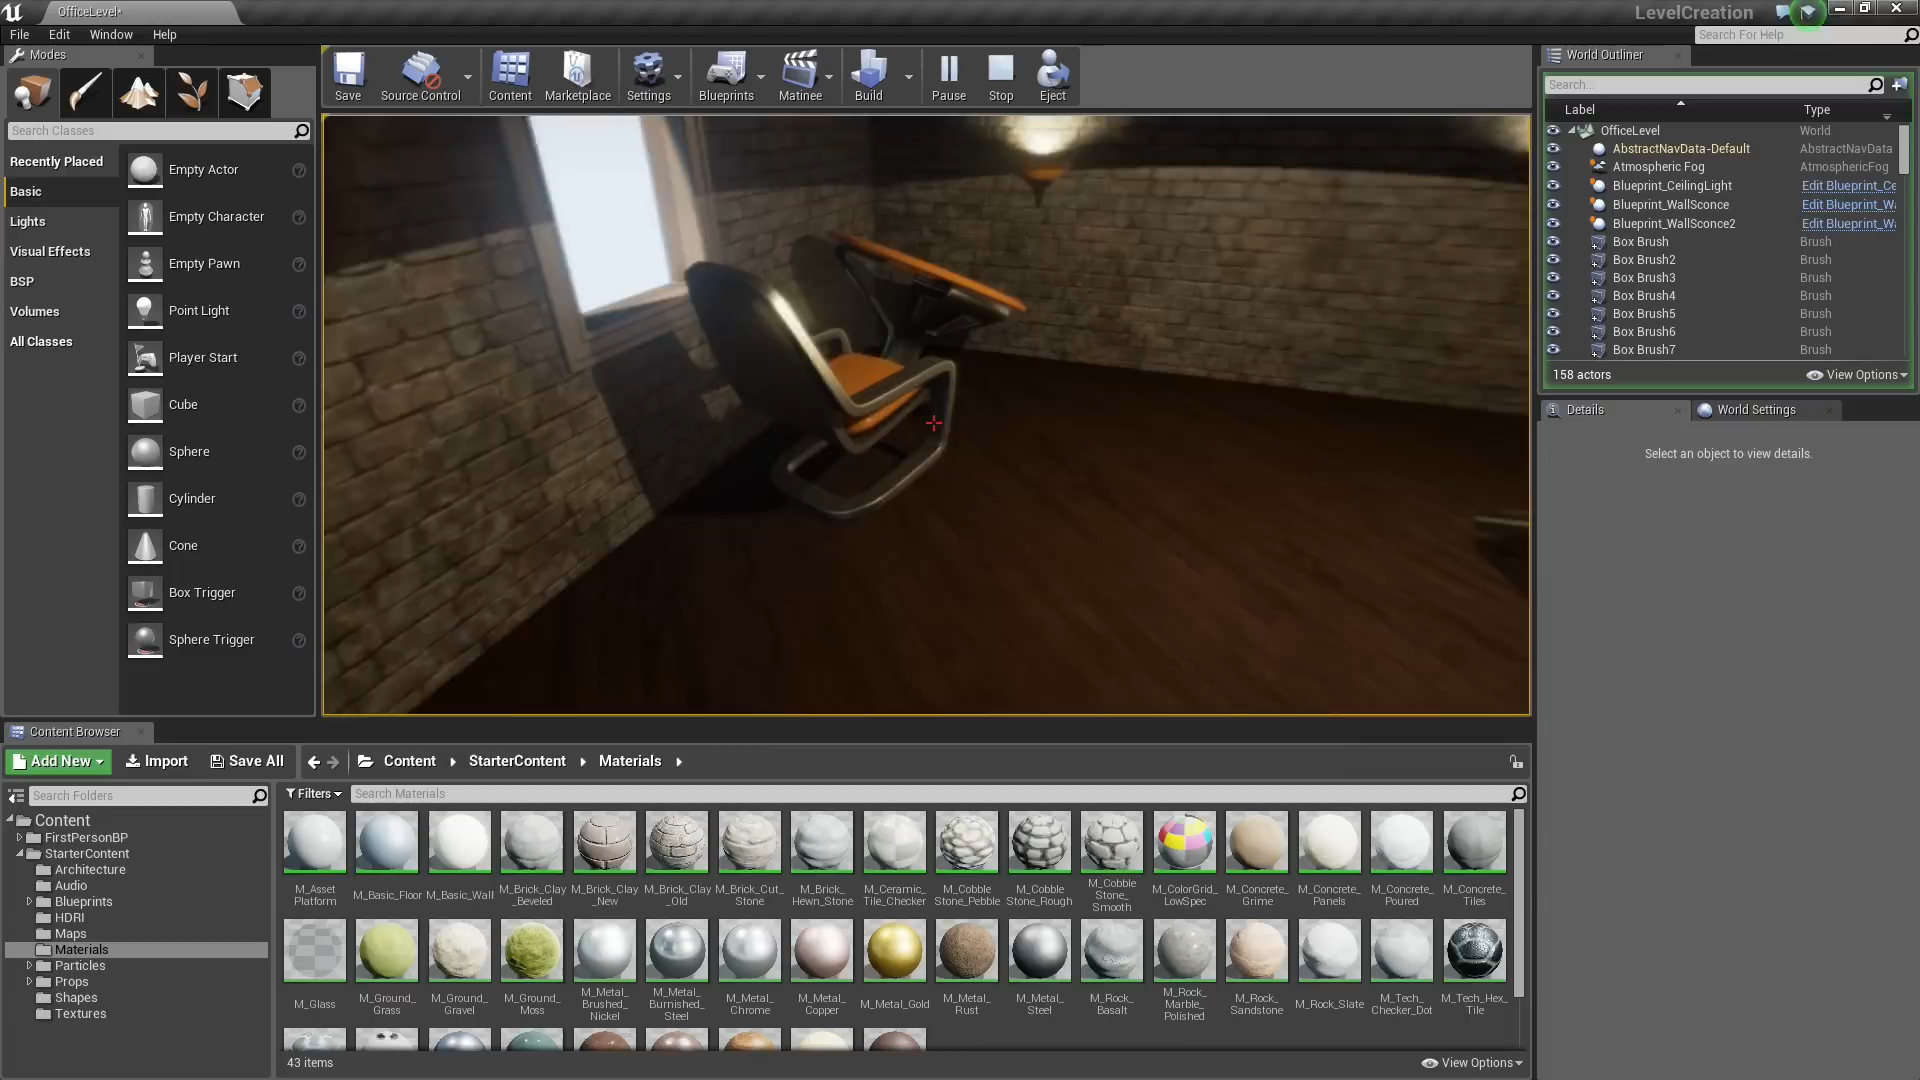 OfficeLevel*
LevelCreation
File Edit Window Help
Search For Help
Modes
Search Classes
Recently Placed
Basic
Lights
Visual Effects
BSP
Volumes
All Classes
Empty Actor
Empty Character
Empty Pawn
Point Light
Player Start
Cube
Sphere
Cylinder
Cone
Box Trigger
Sphere Trigger
Save
Source Control
Content
Marketplace
Settings
Blueprints
Matinee
Build
Pause
Stop
Eject
World Outliner
Search...
Label Type
OfficeLevel World
AbstractNavData-Default AbstractNavData
Atmospheric Fog AtmosphericFog
Blueprint_CeilingLight Edit Blueprint_Ce
Blueprint_WallSconce Edit Blueprint_Wa
Blueprint_WallSconce2 Edit Blueprint_Wa
Box Brush Brush
Box Brush2 Brush
Box Brush3 Brush
Box Brush4 Brush
Box Brush5 Brush
Box Brush6 Brush
Box Brush7 Brush
158 actors View Options
Details World Settings
Select an object to view details.
Content Browser
Add New Import Save All
Content StarterContent Materials
Search Folders
Content
FirstPersonBP
StarterContent
Architecture
Audio
Blueprints
HDRI
Maps
Materials
Particles
Props
Shapes
Textures
Filters Search Materials
M_Asset
Platform
M_Basic_Floor
M_Basic_Wall
M_Brick_Clay
_Beveled
M_Brick_Clay
_New
M_Brick_Clay
_Old
M_Brick_Cut_
Stone
M_Brick_
Hewn_Stone
M_Ceramic_
Tile_Checker
M_Cobble
Stone_Pebble
M_Cobble
Stone_Rough
M_Cobble
Stone_
Smooth
M_ColorGrid_
LowSpec
M_Concrete_
Grime
M_Concrete_
Panels
M_Concrete_
Poured
M_Concrete_
Tiles
M_Glass
M_Ground_
Grass
M_Ground_
Gravel
M_Ground_
Moss
M_Metal_
Brushed_
Nickel
M_Metal_
Burnished_
Steel
M_Metal_
Chrome
M_Metal_
Copper
M_Metal_Gold
M_Metal_
Rust
M_Metal_
Steel
M_Rock_
Basalt
M_Rock_
Marble_
Polished
M_Rock_
Sandstone
M_Rock_Slate
M_Tech_
Checker_Dot
M_Tech_Hex_
Tile
43 items View Options